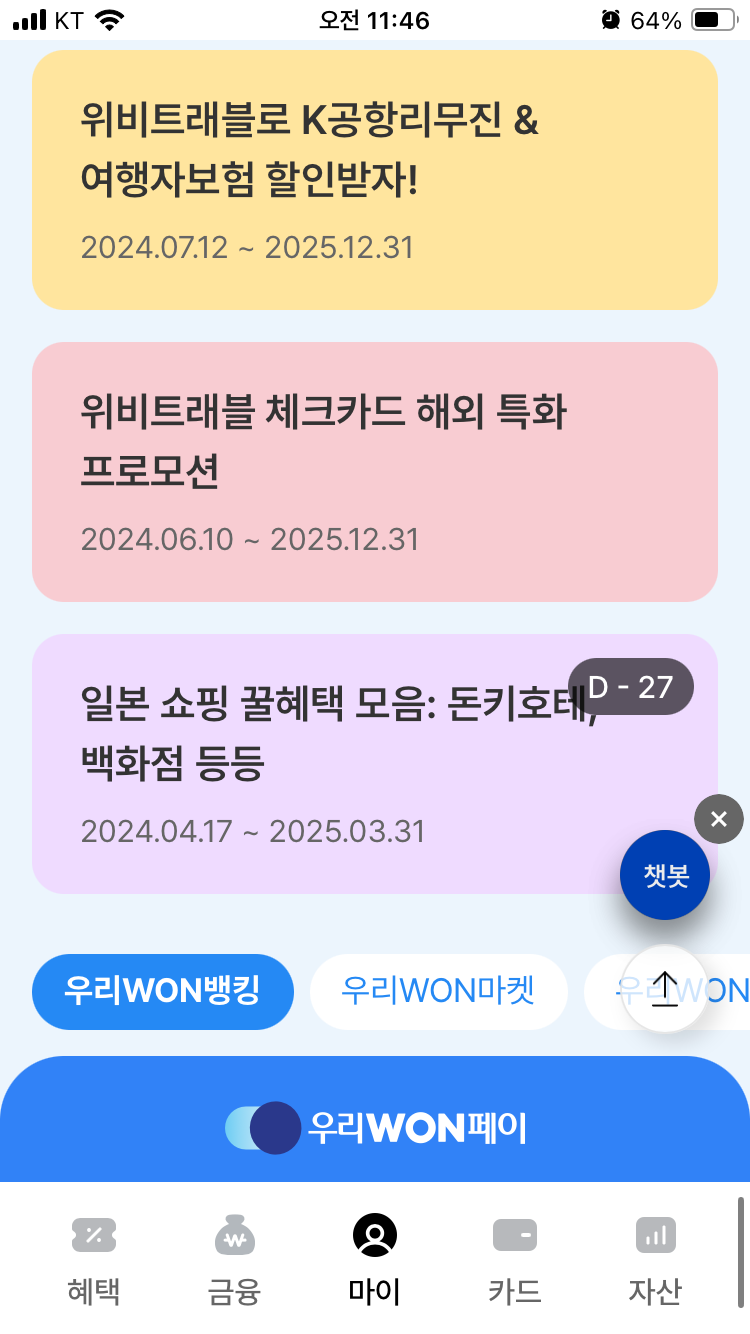 KT 오전 11:46 64%
위비트래블로 K공항리무진 &
여행자보험 할인받자!
2024.07.12 ~ 2025.12.31
위비트래블 체크카드 해외 특화
프로모션
2024.06.10 ~ 2025.12.31
D - 27
일본 쇼핑 꿀혜택 모음: 돈키호테,
백화점 등등
2024.04.17 ~ 2025.03.31
챗봇
우리WON뱅킹 우리WON마켓 우리WON
우리WON페이
혜택 금융 마이 카드 자산